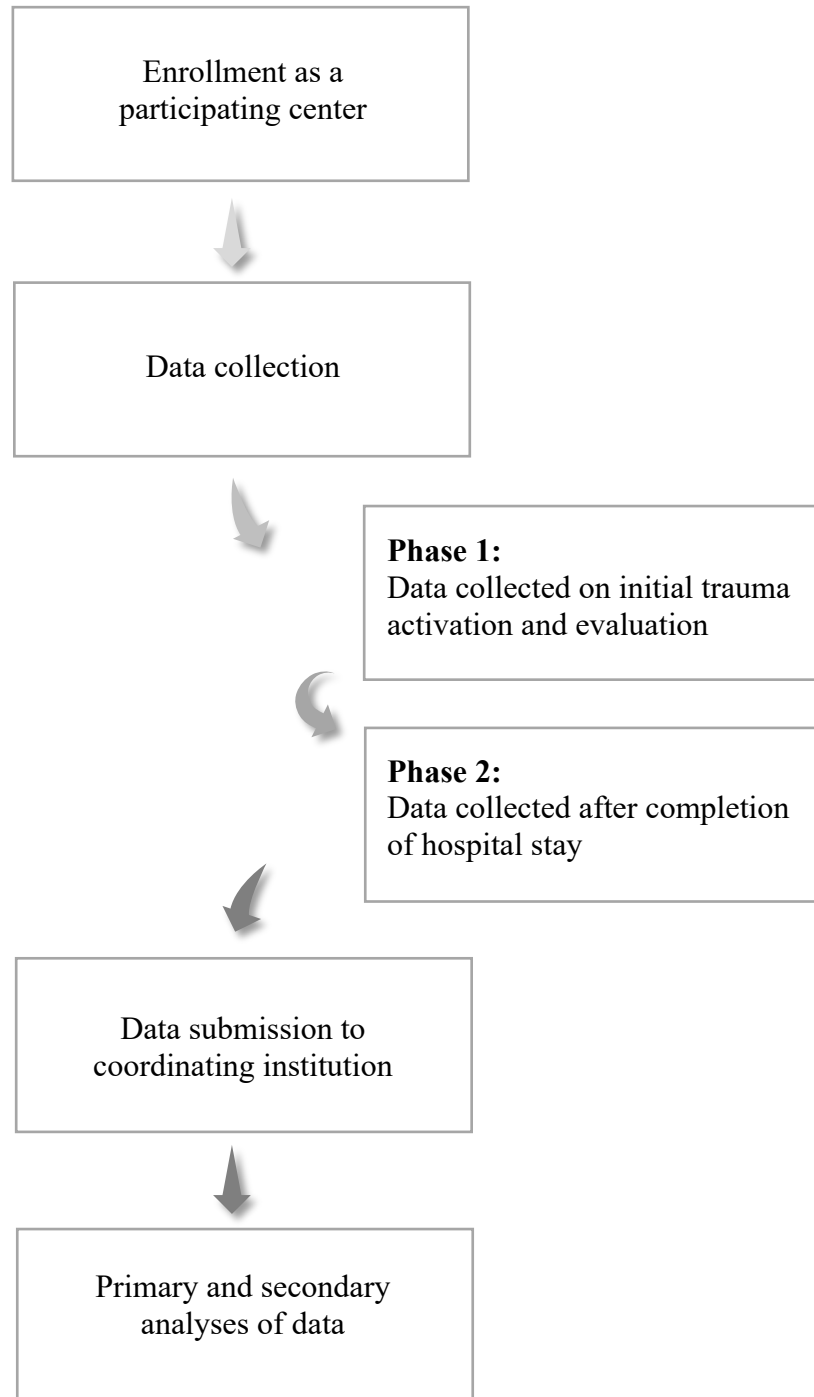 Enrollment as a
participating center
Data collection
Phase 1:
Data collected on initial trauma
activation and evaluation
Phase 2:
Data collected after completion
of hospital stay
Data submission to
coordinating institution
Primary and secondary
analyses of data